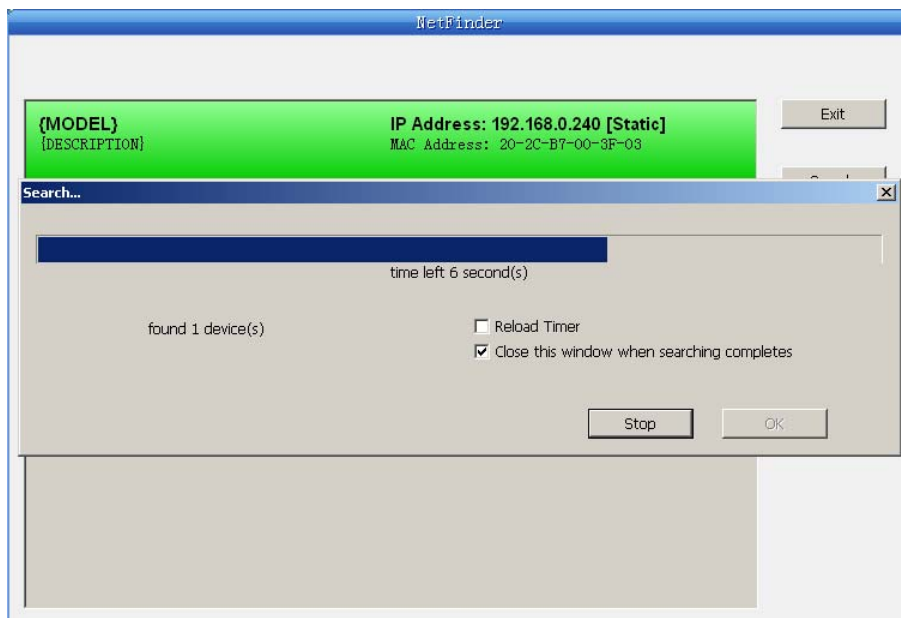 NetFinder
{MODEL}
{DESCRIPTION}
IP Address: 192.168.0.240 [Static]
MAC Address: 20-2C-B7-00-3F-03
Exit
Search...
time left 6 second(s)
found 1 device(s)
Reload Timer
Close this window when searching completes
Stop
OK